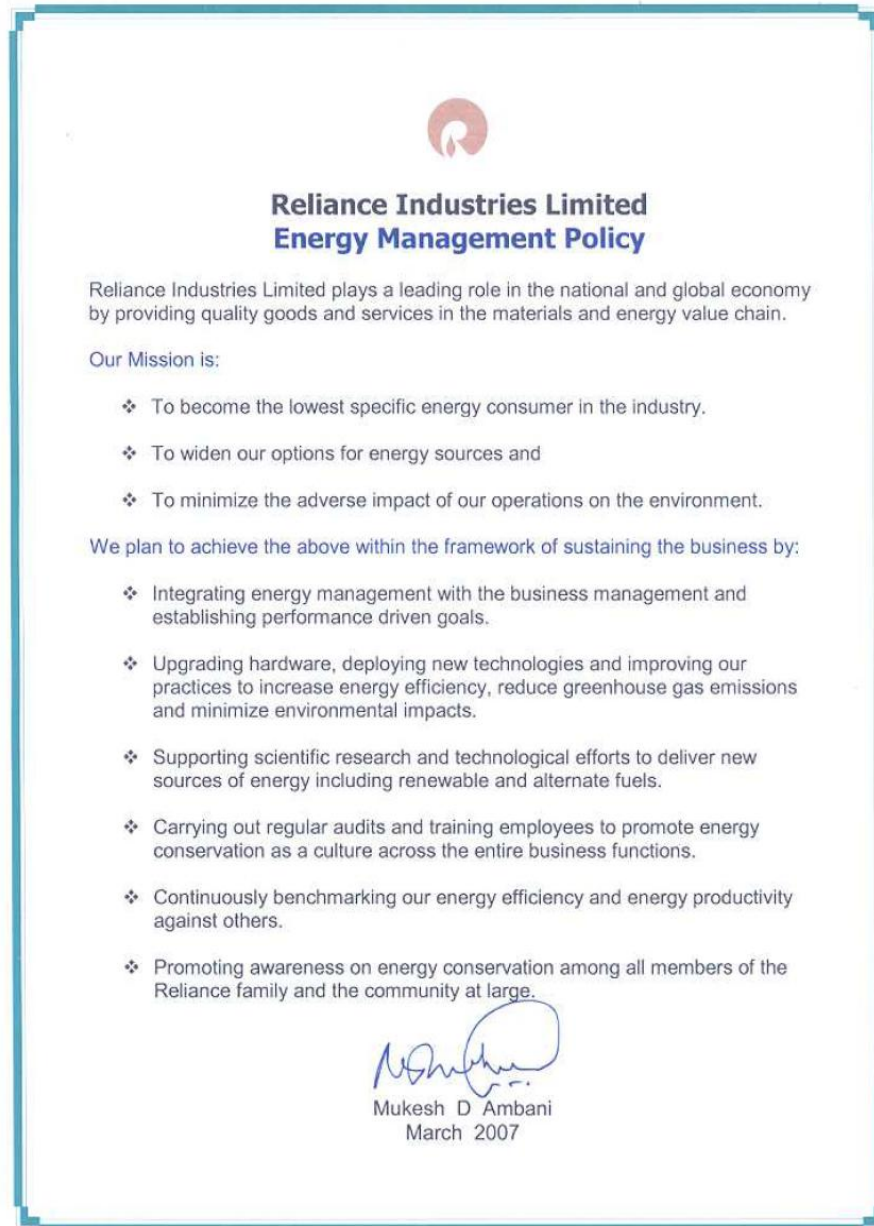 Reliance Industries Limited
Energy Management Policy
Reliance Industries Limited plays a leading role in the national and global economy
by providing quality goods and services in the materials and energy value chain.
Our Mission is:
❖ To become the lowest specific energy consumer in the industry.
❖ To widen our options for energy sources and
❖ To minimize the adverse impact of our operations on the environment.
We plan to achieve the above within the framework of sustaining the business by:
❖ Integrating energy management with the business management and
establishing performance driven goals.
❖ Upgrading hardware, deploying new technologies and improving our
practices to increase energy efficiency, reduce greenhouse gas emissions
and minimize environmental impacts.
❖ Supporting scientific research and technological efforts to deliver new
sources of energy including renewable and alternate fuels.
❖ Carrying out regular audits and training employees to promote energy
conservation as a culture across the entire business functions.
❖ Continuously benchmarking our energy efficiency and energy productivity
against others.
❖ Promoting awareness on energy conservation among all members of the
Reliance family and the community at large.
Mukesh D Ambani
March 2007